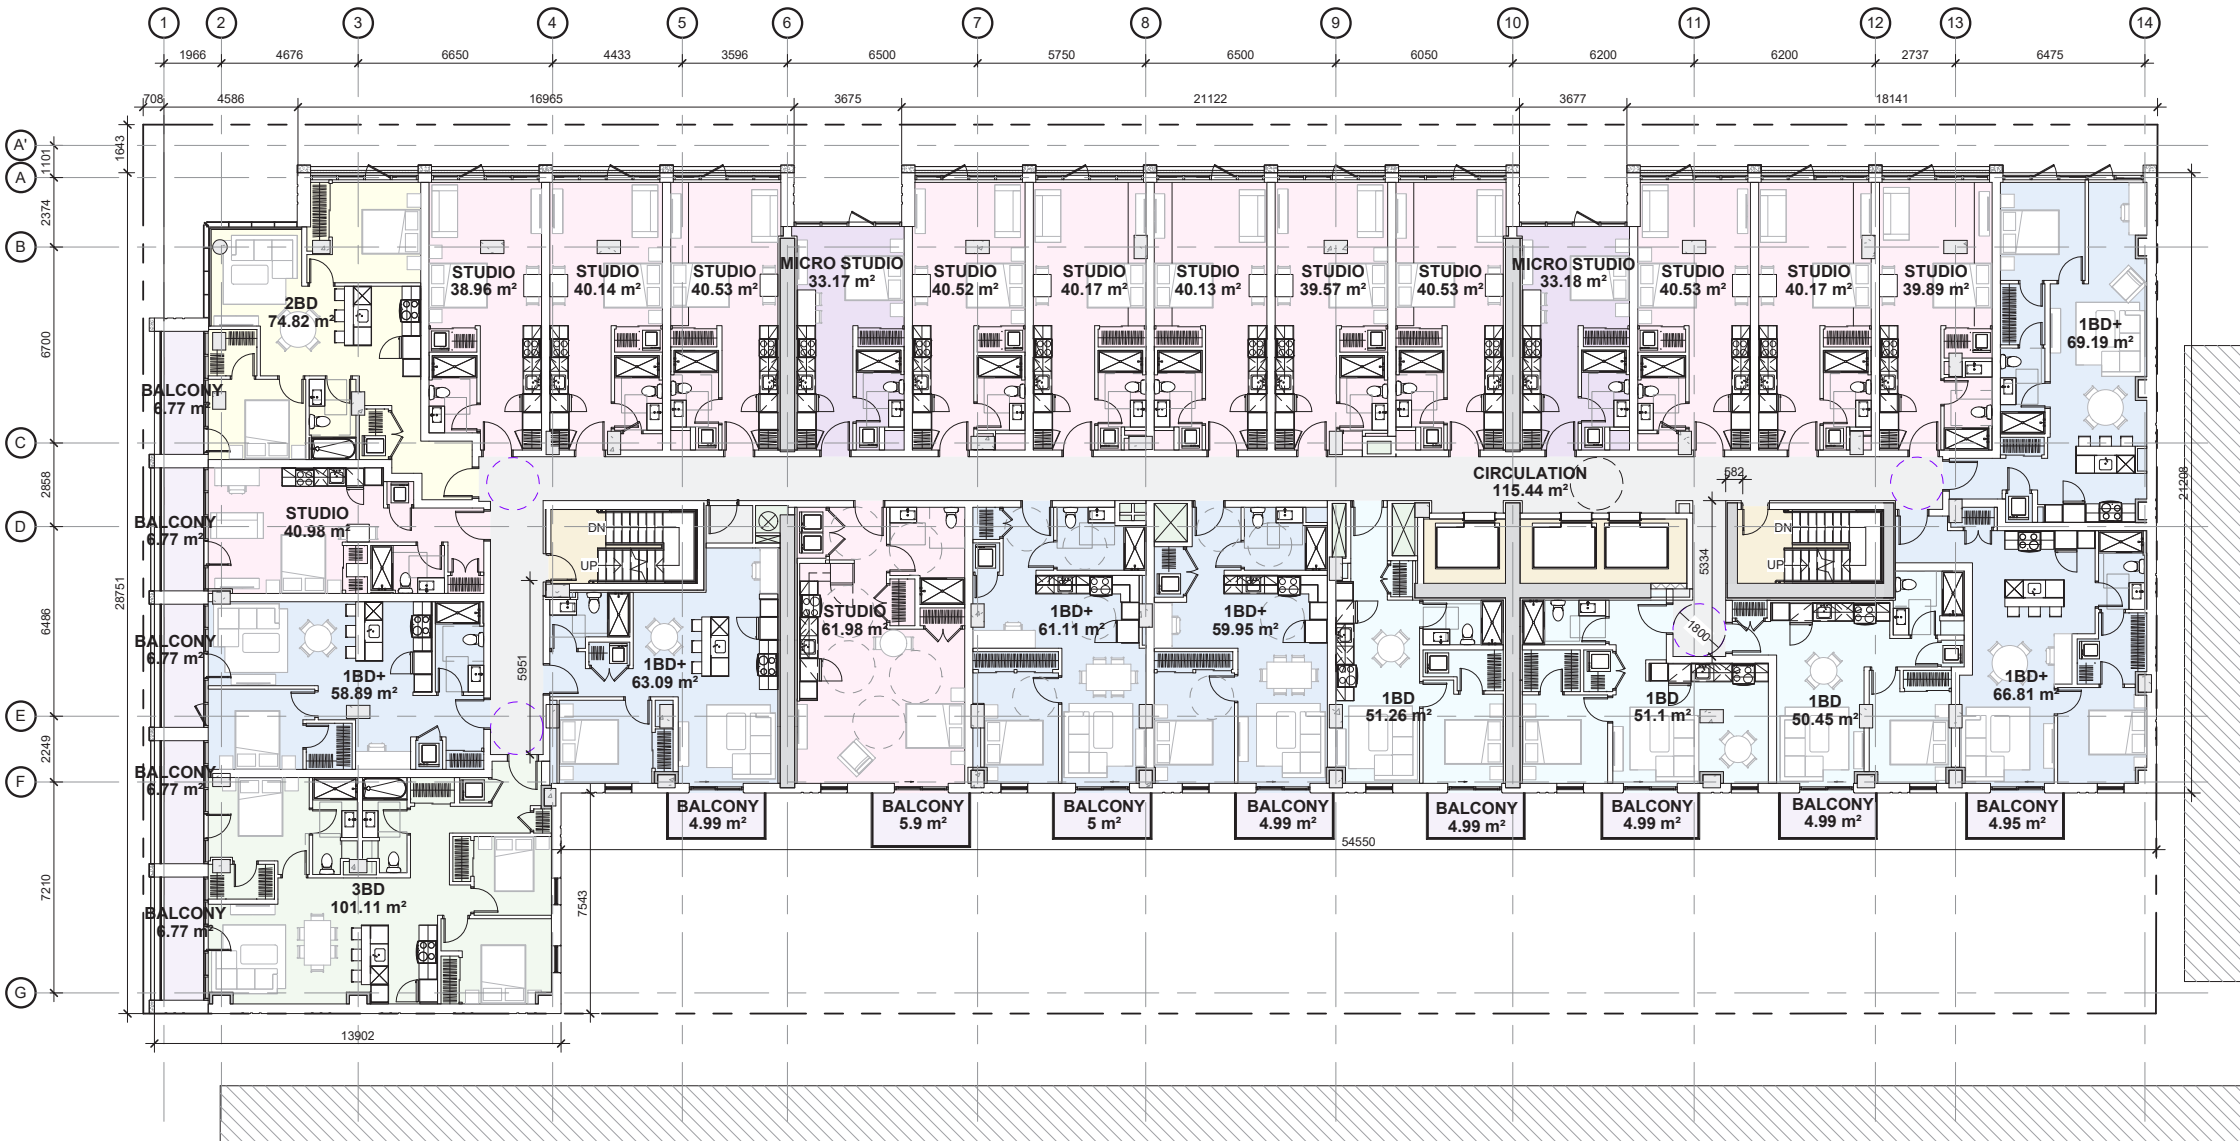 1 2 3 4 5 6 7 8 9 10 11 12 13 14
1966 4676 6650 4433 3596 6500 5750 6500 6050 6200 6200 2737 6475
708 4586 16965 3675 21122 3677 18141
A'
A
B
C
D
E
F
G
1101
2374
6700
2858
6486
2249
7210
1643
28751
21208
STUDIO
38.96 m²
STUDIO
40.14 m²
STUDIO
40.53 m²
MICRO STUDIO
33.17 m²
STUDIO
40.52 m²
STUDIO
40.17 m²
STUDIO
40.13 m²
STUDIO
39.57 m²
STUDIO
40.53 m²
MICRO STUDIO
33.18 m²
STUDIO
40.53 m²
STUDIO
40.17 m²
STUDIO
39.89 m²
2BD
74.82 m²
1BD+
69.19 m²
BALCONY
6.77 m²
CIRCULATION
115.44 m²
582
STUDIO
40.98 m²
BALCONY
6.77 m²
DN
UP
DN
UP
5334
1800
5951
STUDIO
61.98 m²
1BD+
61.11 m²
1BD+
59.95 m²
BALCONY
6.77 m²
1BD+
58.89 m²
1BD+
63.09 m²
1BD
51.26 m²
1BD
51.1 m²
1BD
50.45 m²
1BD+
66.81 m²
BALCONY
6.77 m²
BALCONY
4.99 m²
BALCONY
5.9 m²
BALCONY
5 m²
BALCONY
4.99 m²
BALCONY
4.99 m²
BALCONY
4.99 m²
BALCONY
4.99 m²
BALCONY
4.95 m²
54550
3BD
101.11 m²
BALCONY
6.77 m²
7543
13902